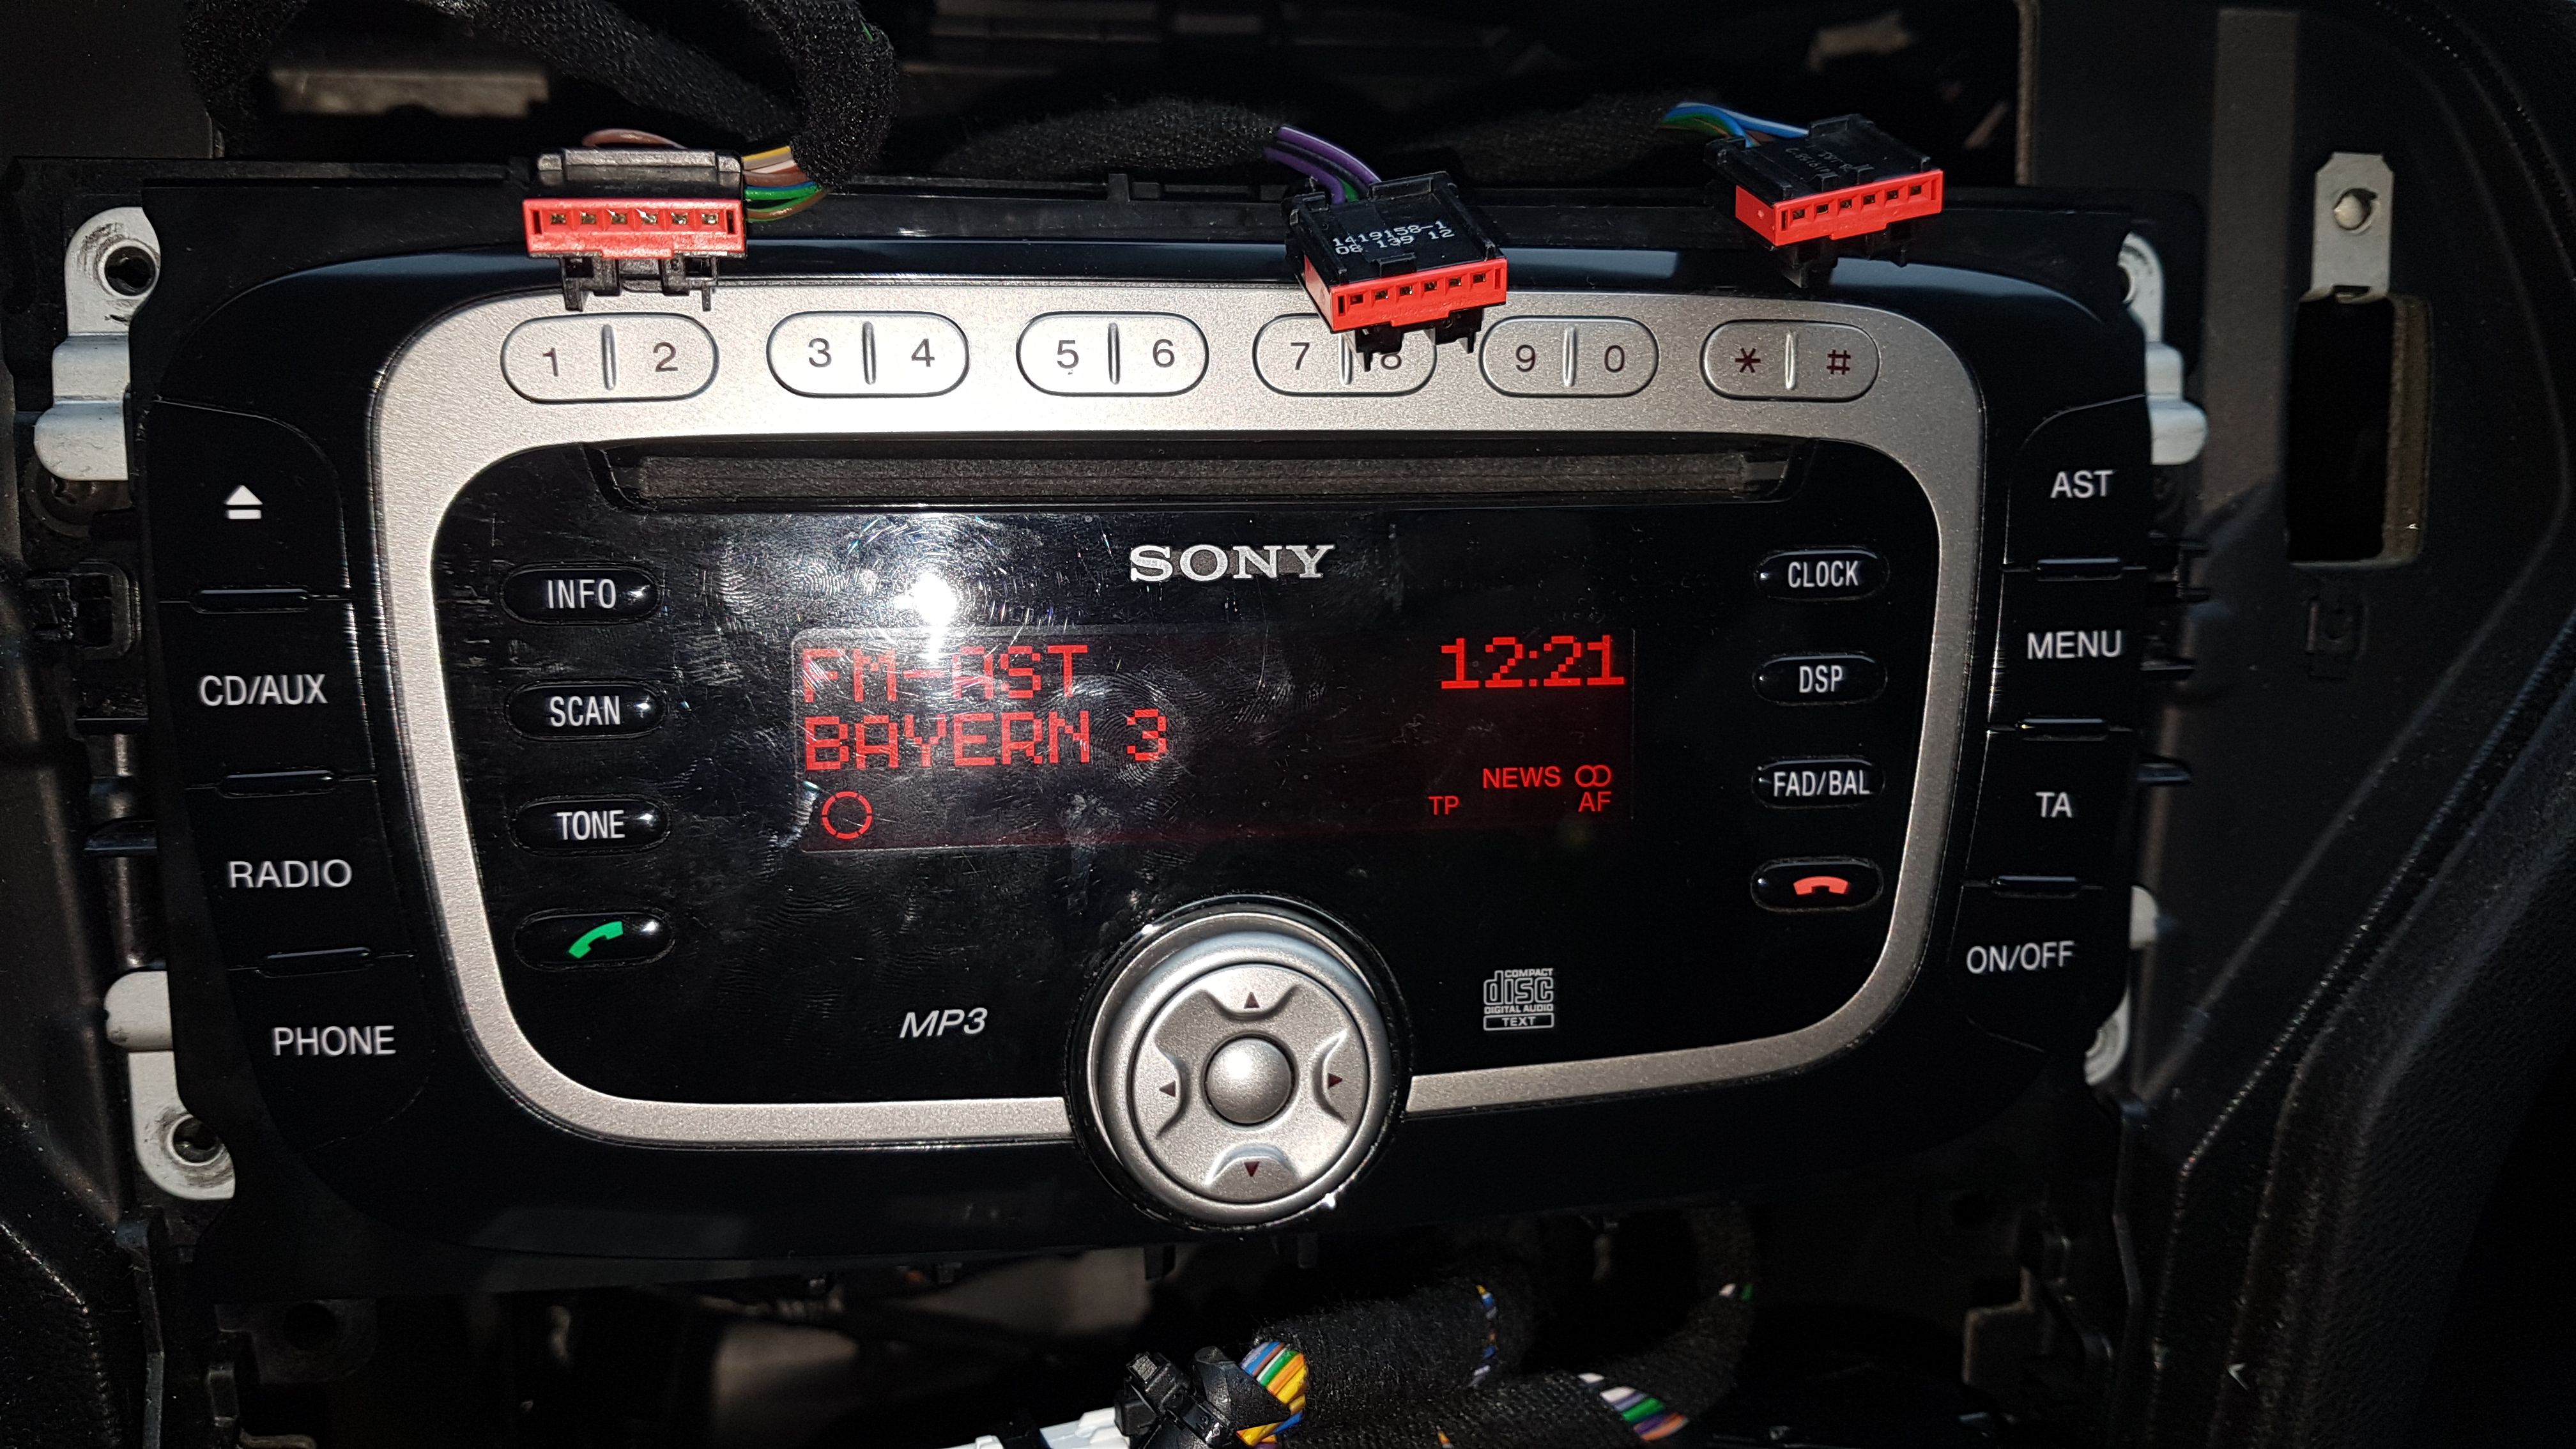 1419158-1
08 139 12
1 2 3 4 5 6 7 8 9 0 * #
AST
SONY
CLOCK
INFO
FM-AST 12:21
MENU
DSP
CD/AUX
SCAN
BAYERN 3
NEWS
FAD/BAL
TP AF
TA
TONE
RADIO
ON/OFF
MP3
COMPACT
disc
DIGITAL AUDIO
TEXT
PHONE